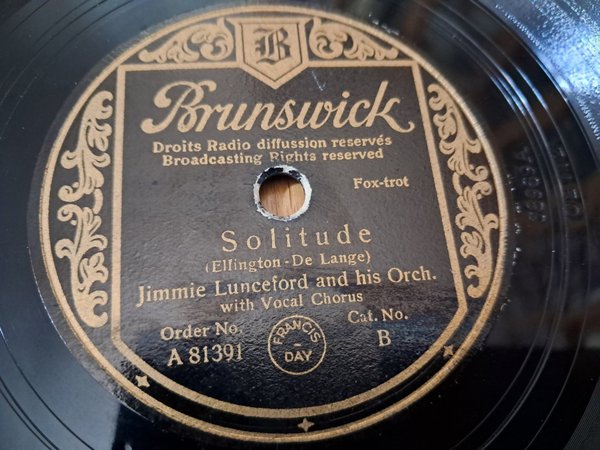 B
Brunswick
Droits Radio diffussion reservés
Broadcasting Rights reserved
Fox-trot
Solitude
(Ellington-De Lange)
Jimmie Lunceford and his Orch.
with Vocal Chorus
Order No.
A 81391
FRANCIS-DAY
Cat. No.
B